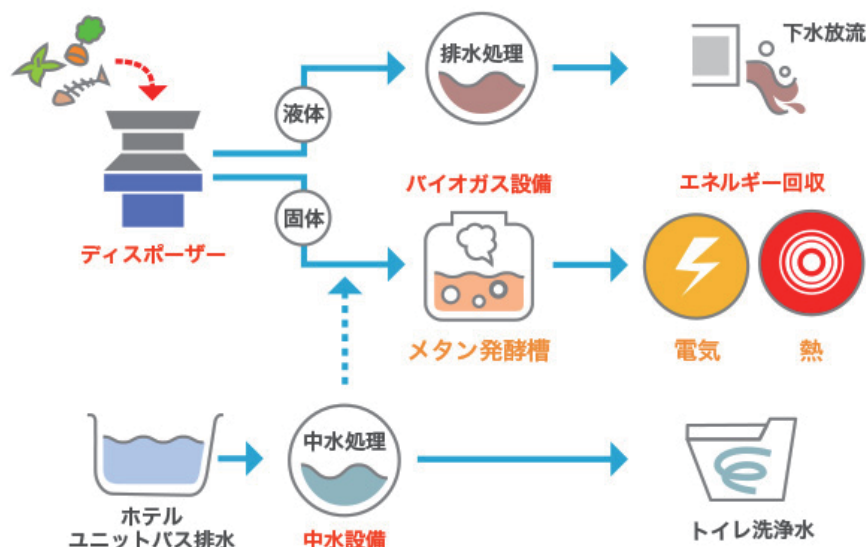 排水処理
下水放流
液体
バイオガス設備
エネルギー回収
固体
ディスポーザー
メタン発酵槽
電気
熱
中水処理
ホテル
ユニットバス排水
中水設備
トイレ洗浄水